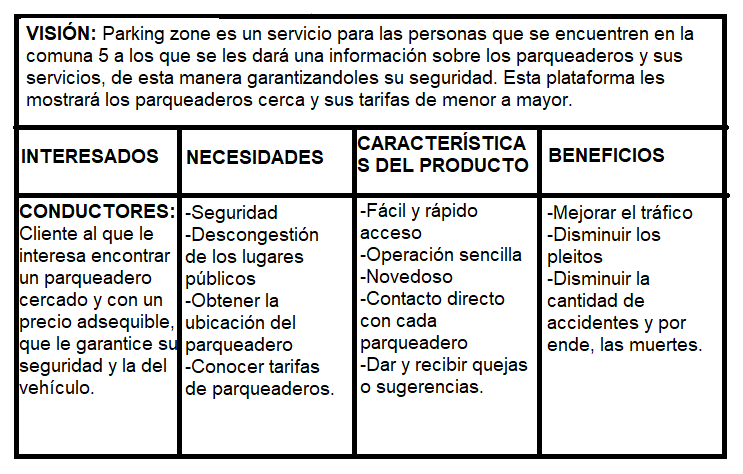 VISIÓN: Parking zone es un servicio para las personas que se encuentren en la
comuna 5 a los que se les dará una información sobre los parqueaderos y sus
servicios, de esta manera garantizandoles su seguridad. Esta plataforma les
mostrará los parqueaderos cerca y sus tarifas de menor a mayor.
INTERESADOS
NECESIDADES
CARACTERÍSTICA
S DEL PRODUCTO
BENEFICIOS
CONDUCTORES:
Cliente al que le
interesa encontrar
un parqueadero
cercado y con un
precio adsequible,
que le garantice su
seguridad y la del
vehículo.
-Seguridad
-Descongestión
de los lugares
públicos
-Obtener la
ubicación del
parqueadero
-Conocer tarifas
de parqueaderos.
-Fácil y rápido
acceso
-Operación sencilla
-Novedoso
-Contacto directo
con cada
parqueadero
-Dar y recibir quejas
o sugerencias.
-Mejorar el tráfico
-Disminuir los
pleitos
-Disminuir la
cantidad de
accidentes y por
ende, las muertes.